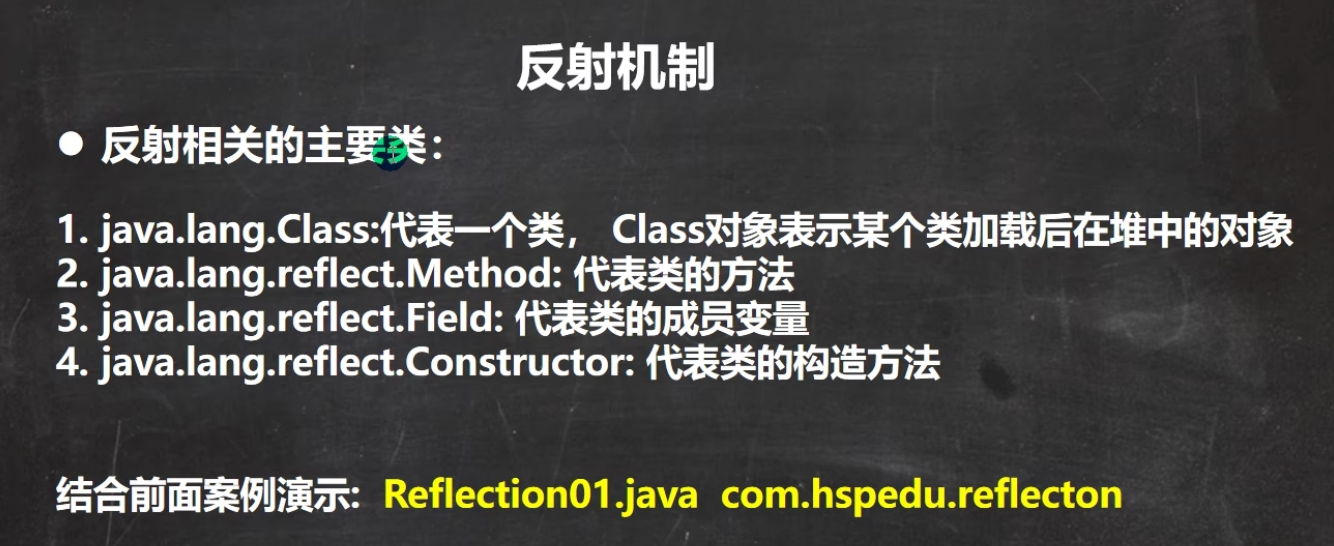 反射机制
● 反射相关的主要类：
1. java.lang.Class:代表一个类， Class对象表示某个类加载后在堆中的对象
2. java.lang.reflect.Method: 代表类的方法
3. java.lang.reflect.Field: 代表类的成员变量
4. java.lang.reflect.Constructor: 代表类的构造方法
结合前面案例演示: Reflection01.java com.hspedu.reflecton